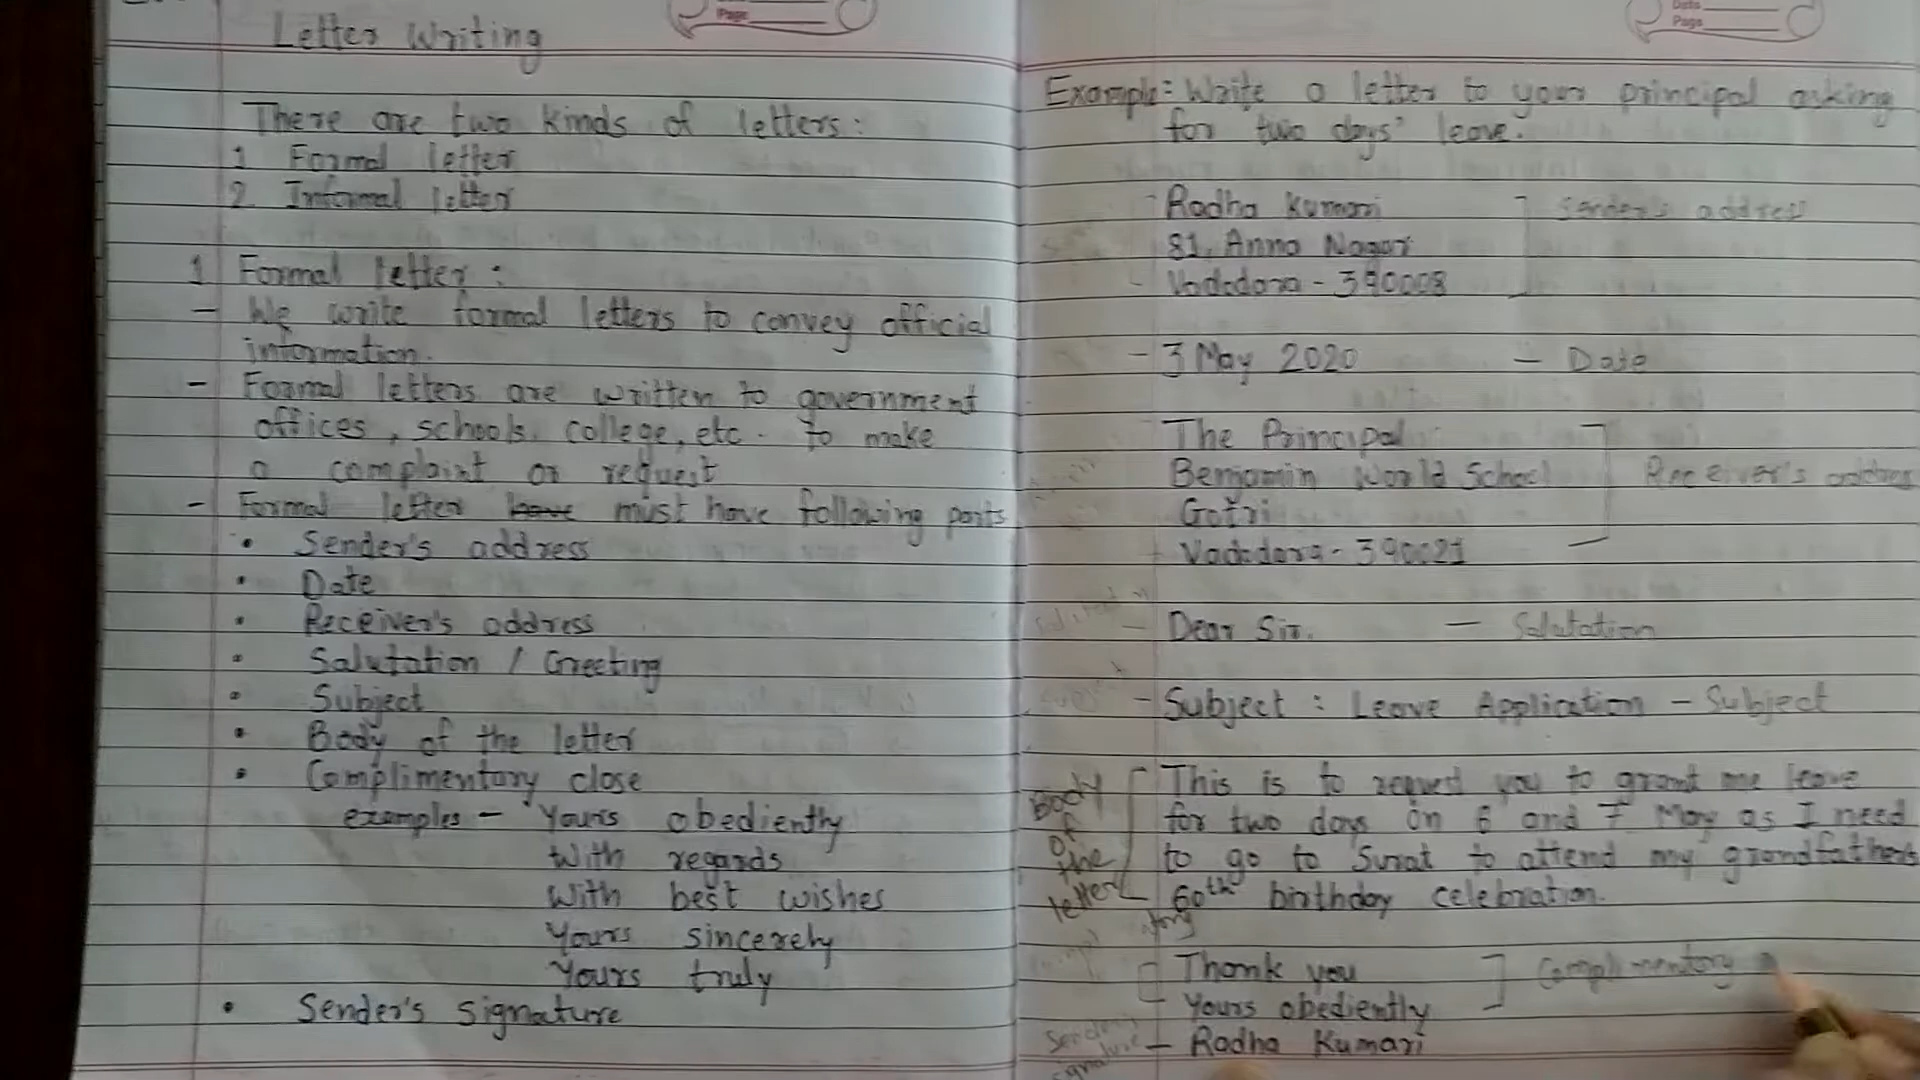 Letter Writing
Page
There are two kinds of letters:
1 Formal letter
2. Informal letter
1 Formal letter :
- We write formal letters to convey official
information.
- Formal letters are written to government
offices, schools, college, etc. to make
a complaint or request
- Formal letter have must have following parts
• Sender's address
• Date
• Receiver's address
• Salutation / Greeting
• Subject
• Body of the letter
• Complimentory close
examples - Yours obediently
With regards
With best wishes
Yours sincerely
Yours truly
• Sender's signature
Date
Page
Example: Write a letter to your principal asking
for two days' leave.
- Radha Kumari
Sender's address
81, Anna Nagar
- Vadodara - 390008
- 3 May 2020 - Date
The Principal
Benjamin World School
Receiver's address
Gotri
Vadodara - 390021
- Dear Sir. - Salutation
- Subject : Leave Application - Subject
Body
of
the
letter
This is to request you to grant me leave
for two days on 6 and 7 May as I need
to go to Surat to attend my grandfather's
60th birthday celebration.
Thank you
Complimentory
Yours obediently
- Radha Kumari